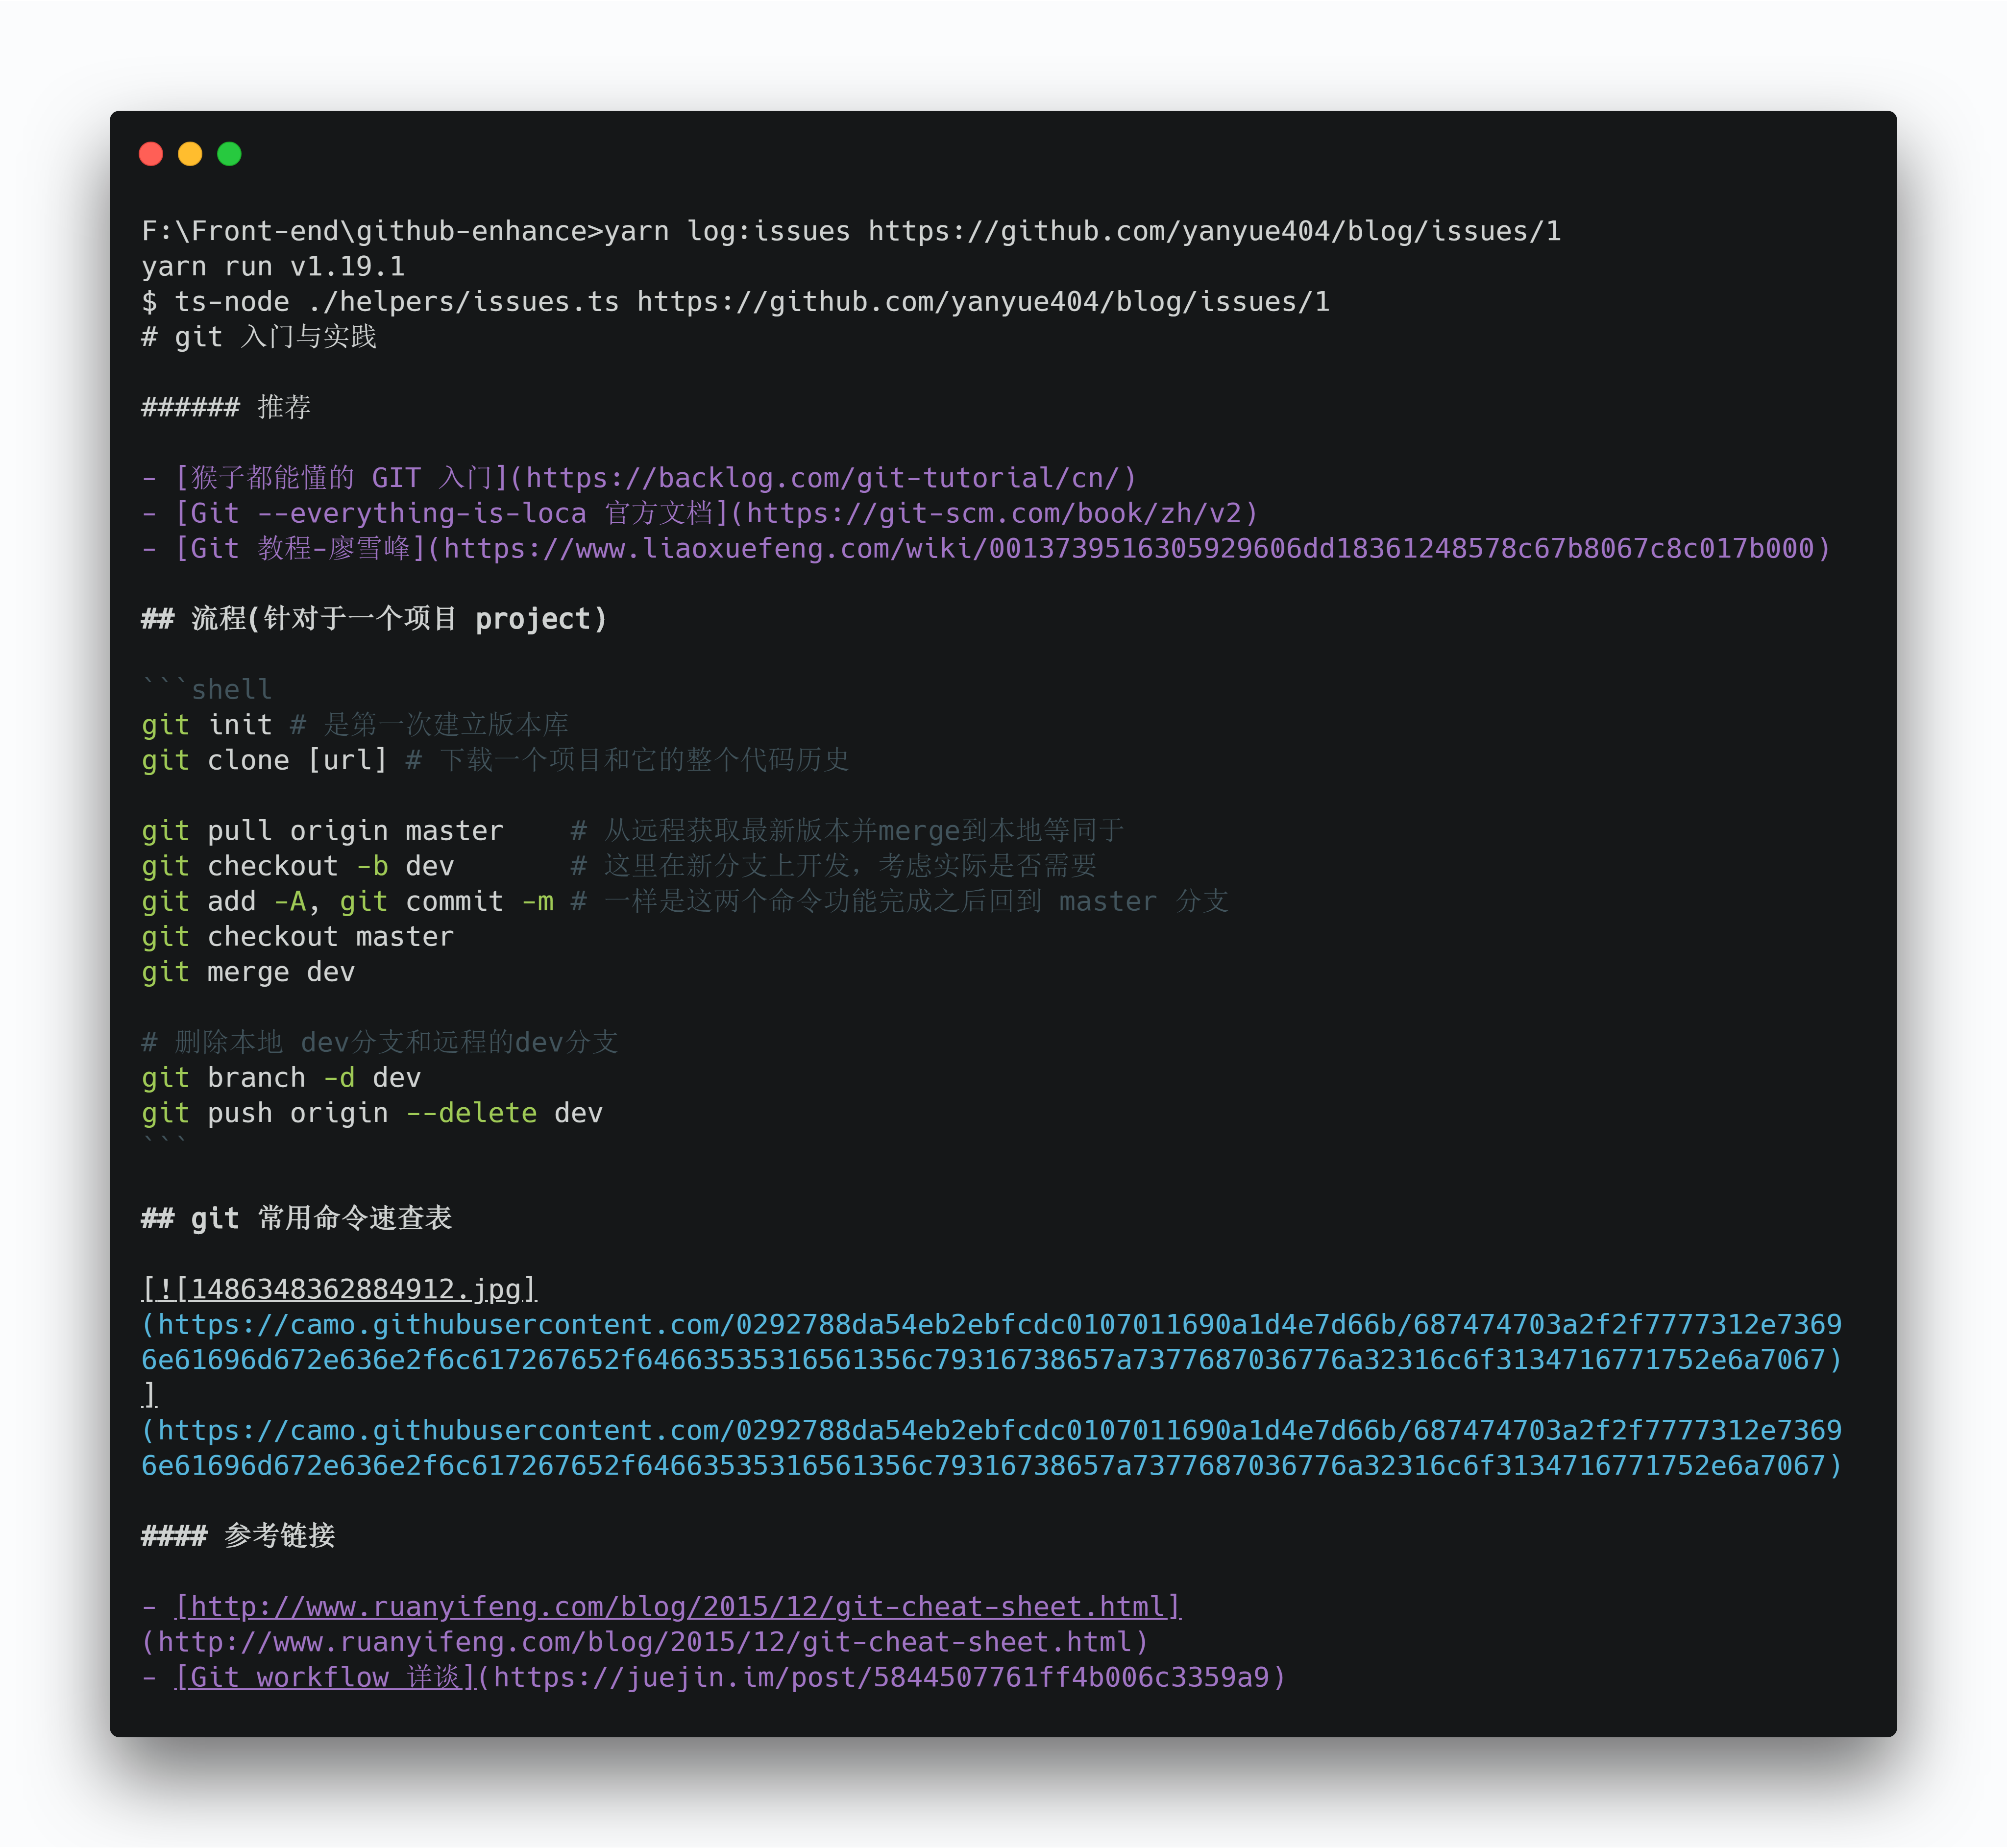 F:\Front-end\github-enhance>yarn log:issues https://github.com/yanyue404/blog/issues/1
yarn run v1.19.1
$ ts-node ./helpers/issues.ts https://github.com/yanyue404/blog/issues/1
# git 入门与实践
###### 推荐
- [猴子都能懂的 GIT 入门](https://backlog.com/git-tutorial/cn/)
- [Git --everything-is-loca 官方文档](https://git-scm.com/book/zh/v2)
- [Git 教程-廖雪峰](https://www.liaoxuefeng.com/wiki/0013739516305929606dd18361248578c67b8067c8c017b000)
## 流程(针对于一个项目 project)
```shell
git init # 是第一次建立版本库
git clone [url] # 下载一个项目和它的整个代码历史
git pull origin master    # 从远程获取最新版本并merge到本地等同于
git checkout -b dev       # 这里在新分支上开发，考虑实际是否需要
git add -A, git commit -m # 一样是这两个命令功能完成之后回到 master 分支
git checkout master
git merge dev
# 删除本地 dev分支和远程的dev分支
git branch -d dev
git push origin --delete dev
```
## git 常用命令速查表
[![1486348362884912.jpg]
(https://camo.githubusercontent.com/0292788da54eb2ebfcdc0107011690a1d4e7d66b/687474703a2f2f7777312e7369
6e61696d672e636e2f6c617267652f64663535316561356c79316738657a7377687036776a32316c6f3134716771752e6a7067)
]
(https://camo.githubusercontent.com/0292788da54eb2ebfcdc0107011690a1d4e7d66b/687474703a2f2f7777312e7369
6e61696d672e636e2f6c617267652f64663535316561356c79316738657a7377687036776a32316c6f3134716771752e6a7067)
#### 参考链接
- [http://www.ruanyifeng.com/blog/2015/12/git-cheat-sheet.html]
(http://www.ruanyifeng.com/blog/2015/12/git-cheat-sheet.html)
- [Git workflow 详谈](https://juejin.im/post/5844507761ff4b006c3359a9)